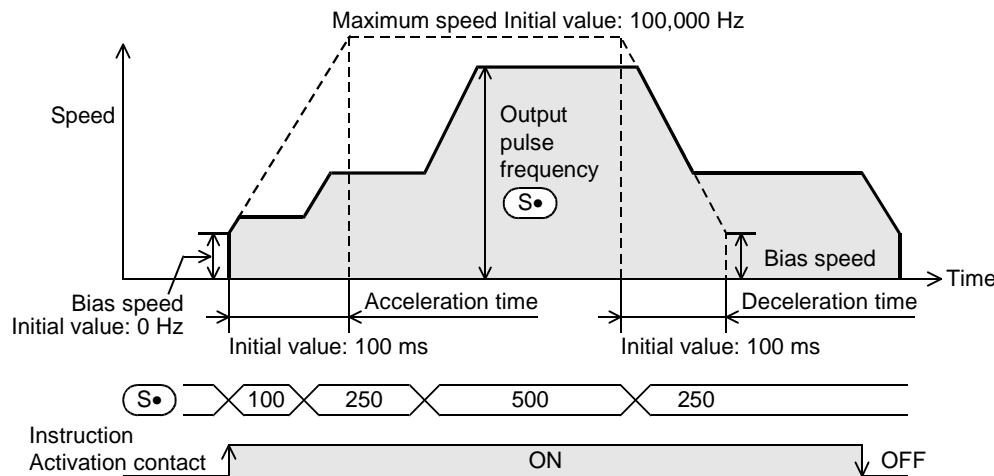 Maximum speed Initial value: 100,000 Hz
Speed
Output
pulse
frequency
S•
Bias speed
Time
Bias speed
Initial value: 0 Hz
Acceleration time
Deceleration time
Initial value: 100 ms
Initial value: 100 ms
S• 100 250 500 250
Instruction
Activation contact ON OFF